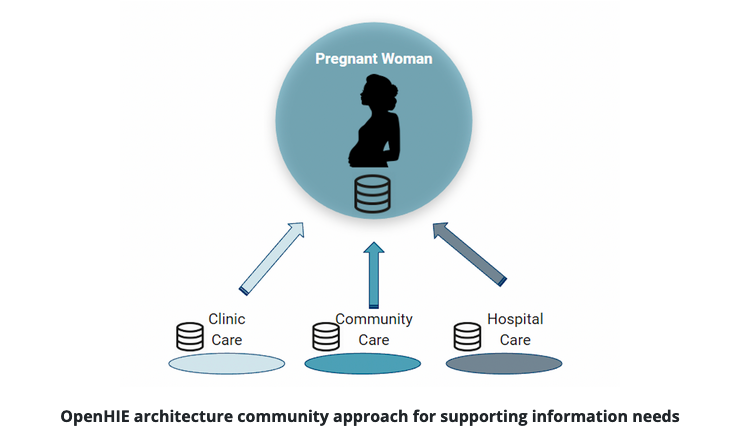 Pregnant Woman
Clinic
Care
Community
Care
Hospital
Care
OpenHIE architecture community approach for supporting information needs